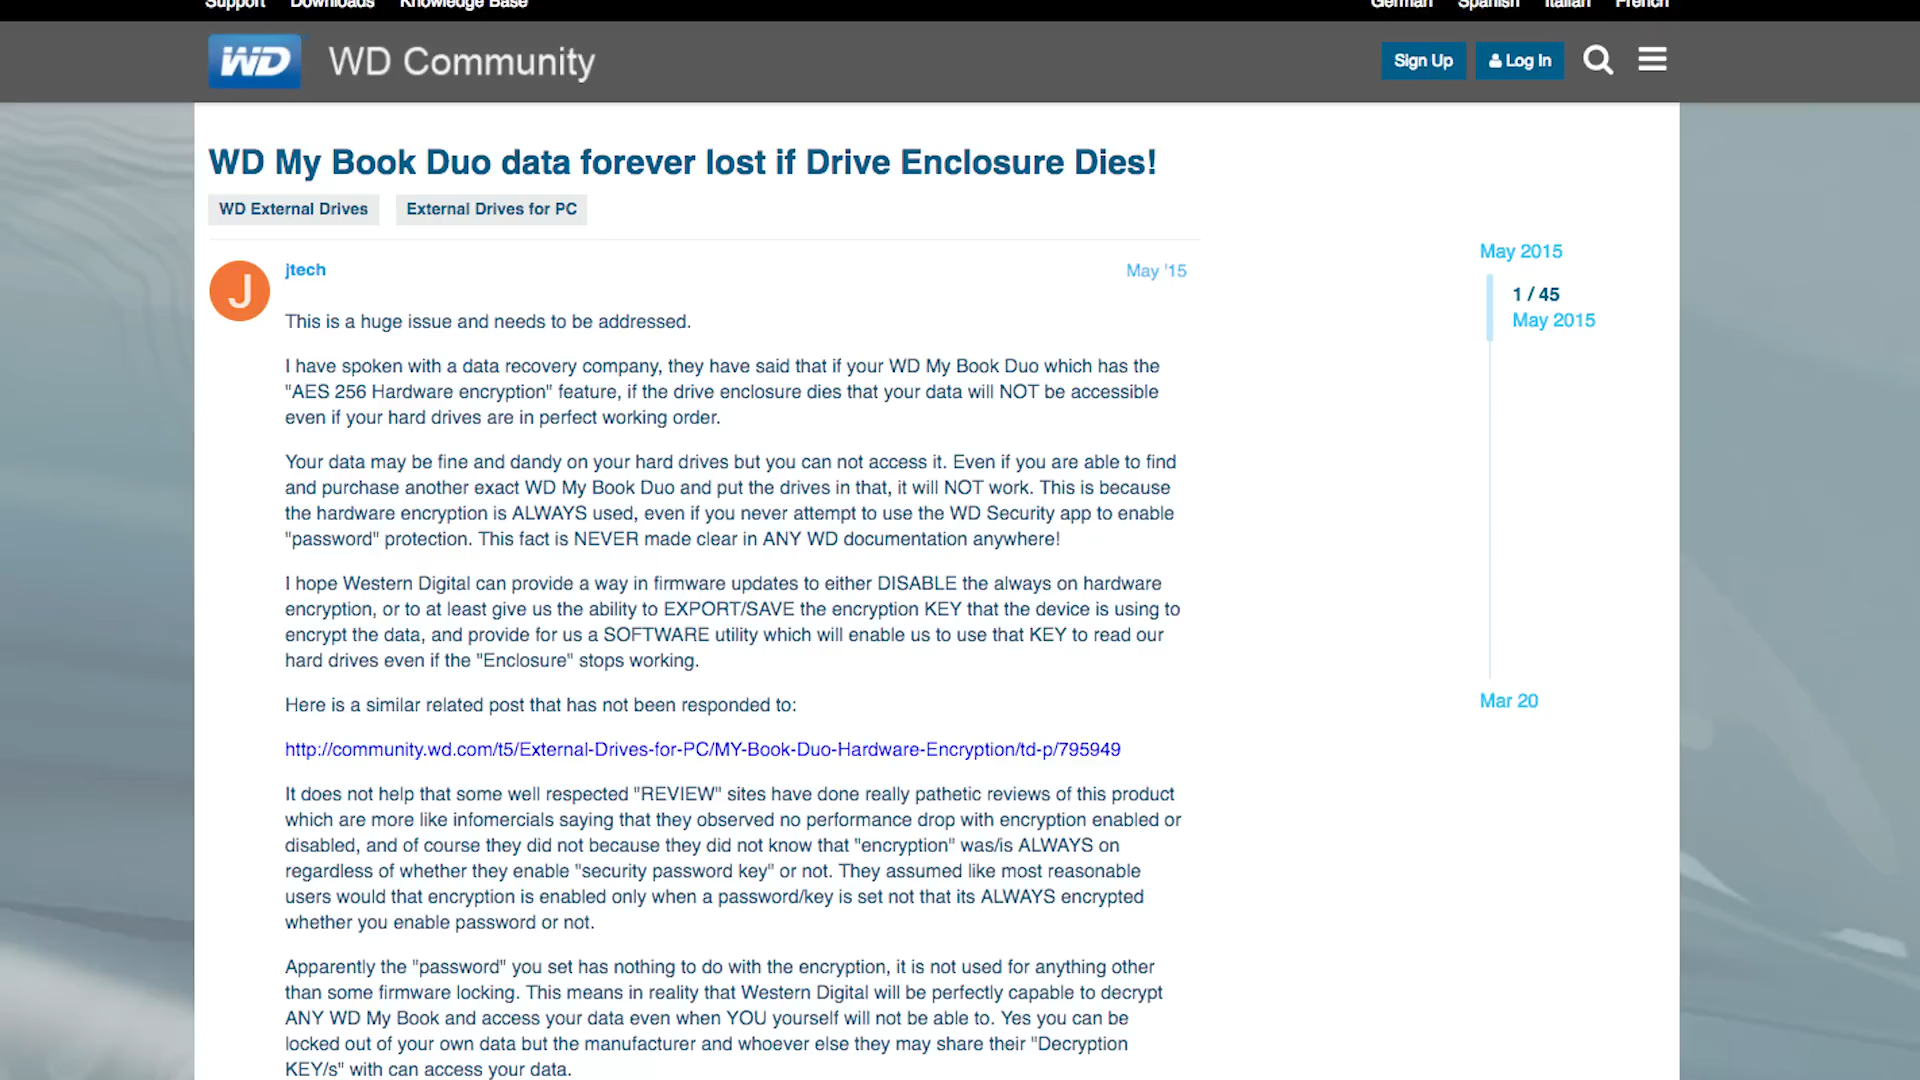 Support Downloads Knowledge Base German Spanish Italian French
WD WD Community Sign Up Log In
WD My Book Duo data forever lost if Drive Enclosure Dies!
WD External Drives External Drives for PC
May 2015
J jtech May '15
1 / 45
May 2015
This is a huge issue and needs to be addressed.
I have spoken with a data recovery company, they have said that if your WD My Book Duo which has the
"AES 256 Hardware encryption" feature, if the drive enclosure dies that your data will NOT be accessible
even if your hard drives are in perfect working order.
Your data may be fine and dandy on your hard drives but you can not access it. Even if you are able to find
and purchase another exact WD My Book Duo and put the drives in that, it will NOT work. This is because
the hardware encryption is ALWAYS used, even if you never attempt to use the WD Security app to enable
"password" protection. This fact is NEVER made clear in ANY WD documentation anywhere!
I hope Western Digital can provide a way in firmware updates to either DISABLE the always on hardware
encryption, or to at least give us the ability to EXPORT/SAVE the encryption KEY that the device is using to
encrypt the data, and provide for us a SOFTWARE utility which will enable us to use that KEY to read our
hard drives even if the "Enclosure" stops working.
Here is a similar related post that has not been responded to:
Mar 20
http://community.wd.com/t5/External-Drives-for-PC/MY-Book-Duo-Hardware-Encryption/td-p/795949
It does not help that some well respected "REVIEW" sites have done really pathetic reviews of this product
which are more like infomercials saying that they observed no performance drop with encryption enabled or
disabled, and of course they did not because they did not know that "encryption" was/is ALWAYS on
regardless of whether they enable "security password key" or not. They assumed like most reasonable
users would that encryption is enabled only when a password/key is set not that its ALWAYS encrypted
whether you enable password or not.
Apparently the "password" you set has nothing to do with the encryption, it is not used for anything other
than some firmware locking. This means in reality that Western Digital will be perfectly capable to decrypt
ANY WD My Book and access your data even when YOU yourself will not be able to. Yes you can be
locked out of your own data but the manufacturer and whoever else they may share their "Decryption
KEY/s" with can access your data.